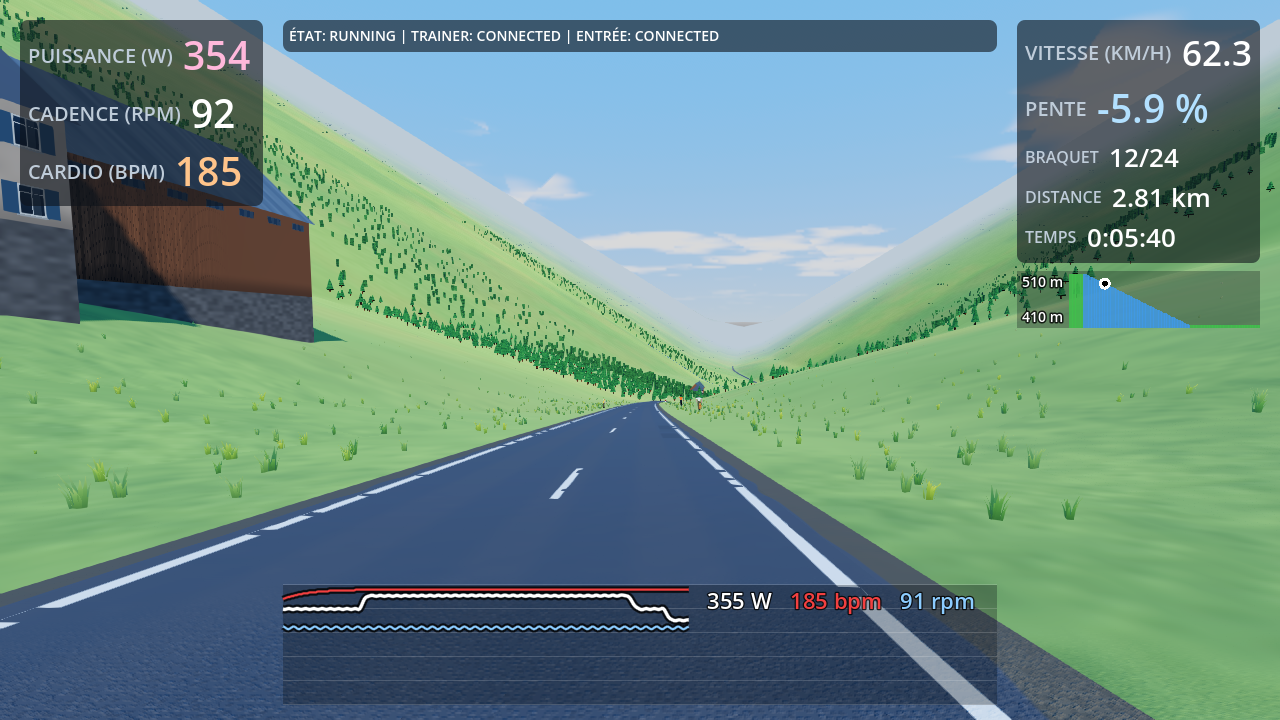 PUISSANCE (W) 354
CADENCE (RPM) 92
CARDIO (BPM) 185
ÉTAT: RUNNING | TRAINER: CONNECTED | ENTRÉE: CONNECTED
VITESSE (KM/H) 62.3
PENTE -5.9 %
BRAQUET 12/24
DISTANCE 2.81 km
TEMPS 0:05:40
510 m
410 m
355 W 185 bpm 91 rpm